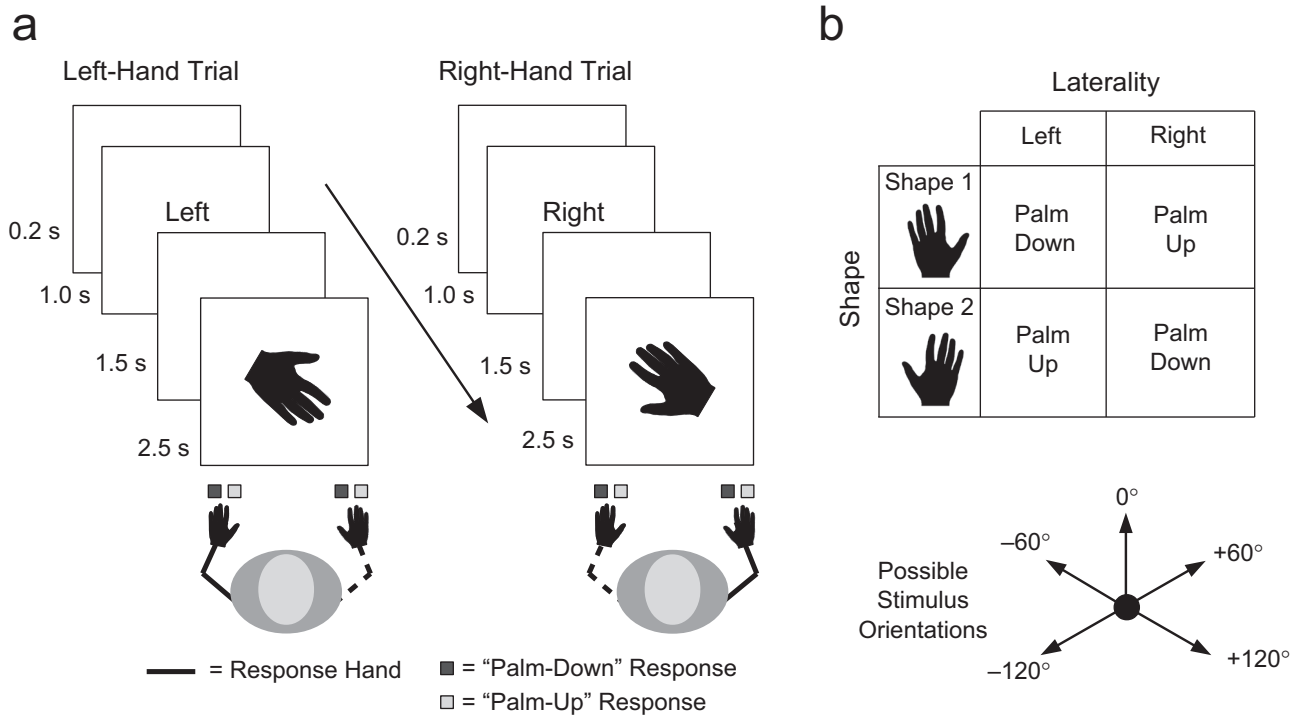 a
Left-Hand Trial
Left
0.2 s
1.0 s
1.5 s
2.5 s
Right-Hand Trial
Right
0.2 s
1.0 s
1.5 s
2.5 s
= Response Hand
= “Palm-Down” Response
= “Palm-Up” Response
b
Laterality
Left
Right
Shape
Shape 1
Palm
Down
Palm
Up
Shape 2
Palm
Up
Palm
Down
Possible
Stimulus
Orientations
0°
–60°
+60°
–120°
+120°